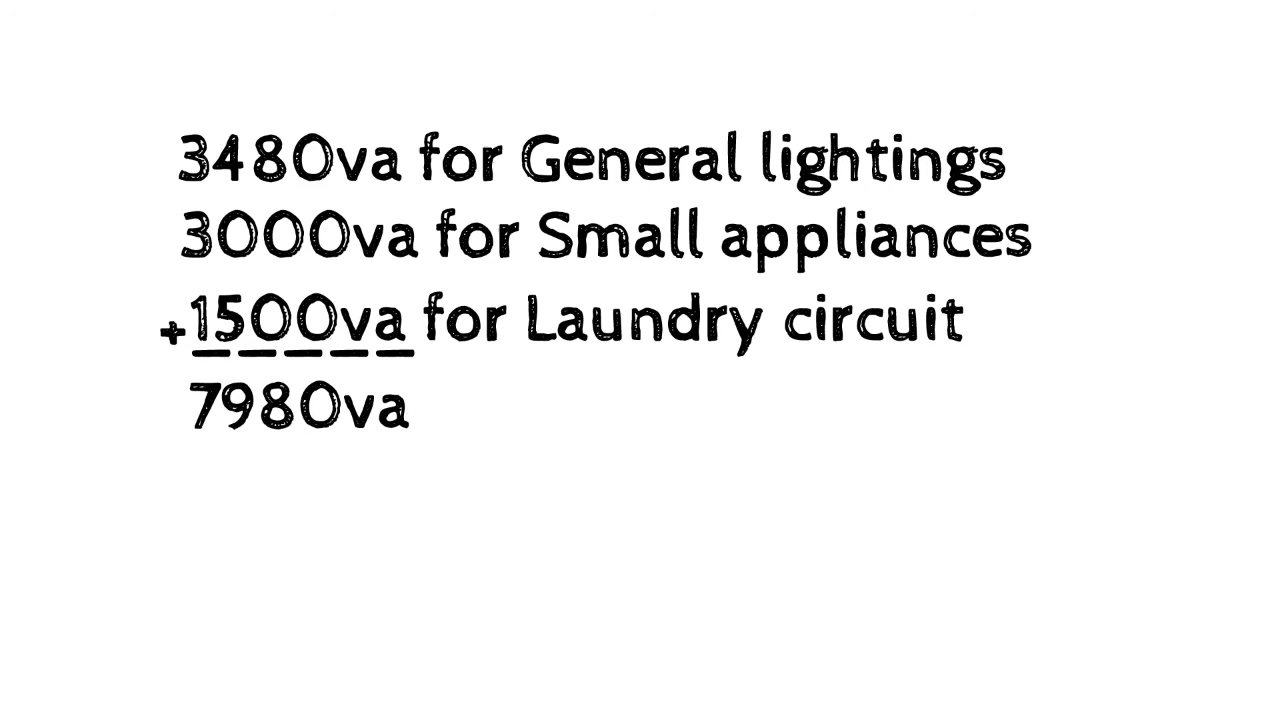 3480va for General lightings
3000va for Small appliances
+1500va for Laundry circuit
7980va